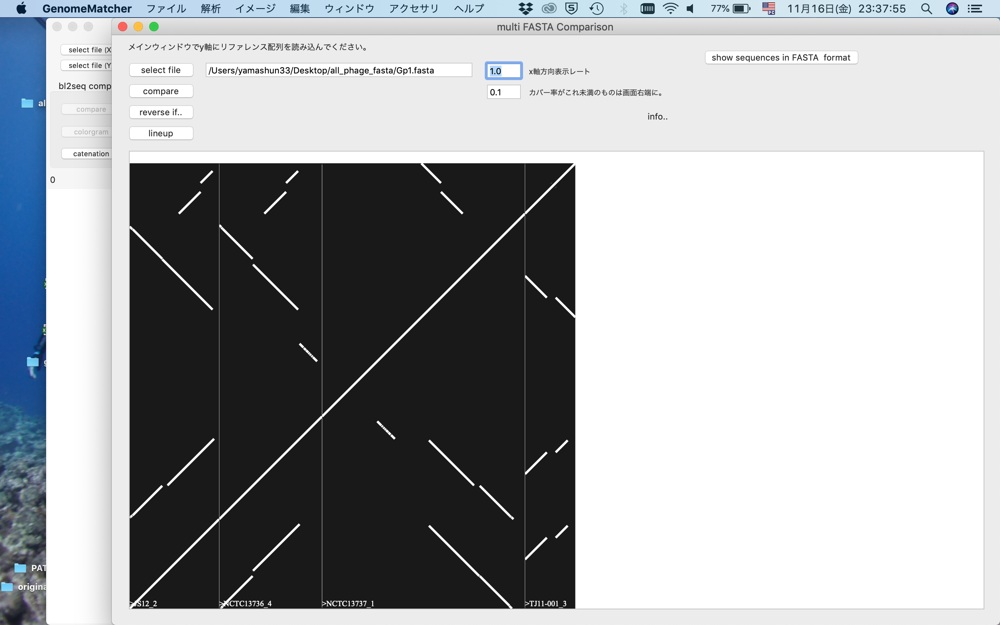 GenomeMatcher ファイル 解析 イメージ 編集 ウィンドウ アクセサリ ヘルプ 77% PC 11月16日(金) 23:37:55
multi FASTA Comparison
select file (X
select file (Y
bl2seq comp
compare
colorgram
catenation
0
al
PAT
origina
メインウィンドウでy軸にリファレンス配列を読み込んでください。
show sequences in FASTA format
select file /Users/yamashun33/Desktop/all_phage_fasta/Gp1.fasta 1.0 x軸方向表示レート
compare 0.1 カバー率がこれ未満のものは画面右端に。
reverse if..
info..
lineup
>JS12_2 >NCTC13736_4 >NCTC13737_1 >TJ11-001_3